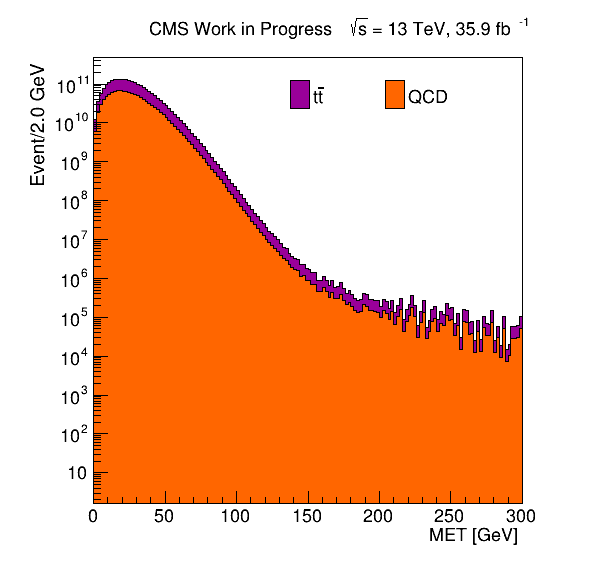 CMS Work in Progress √s = 13 TeV, 35.9 fb⁻¹
Event/2.0 GeV
tt̄ QCD
10¹¹
10¹⁰
10⁹
10⁸
10⁷
10⁶
10⁵
10⁴
10³
10²
10
0 50 100 150 200 250 300
MET [GeV]